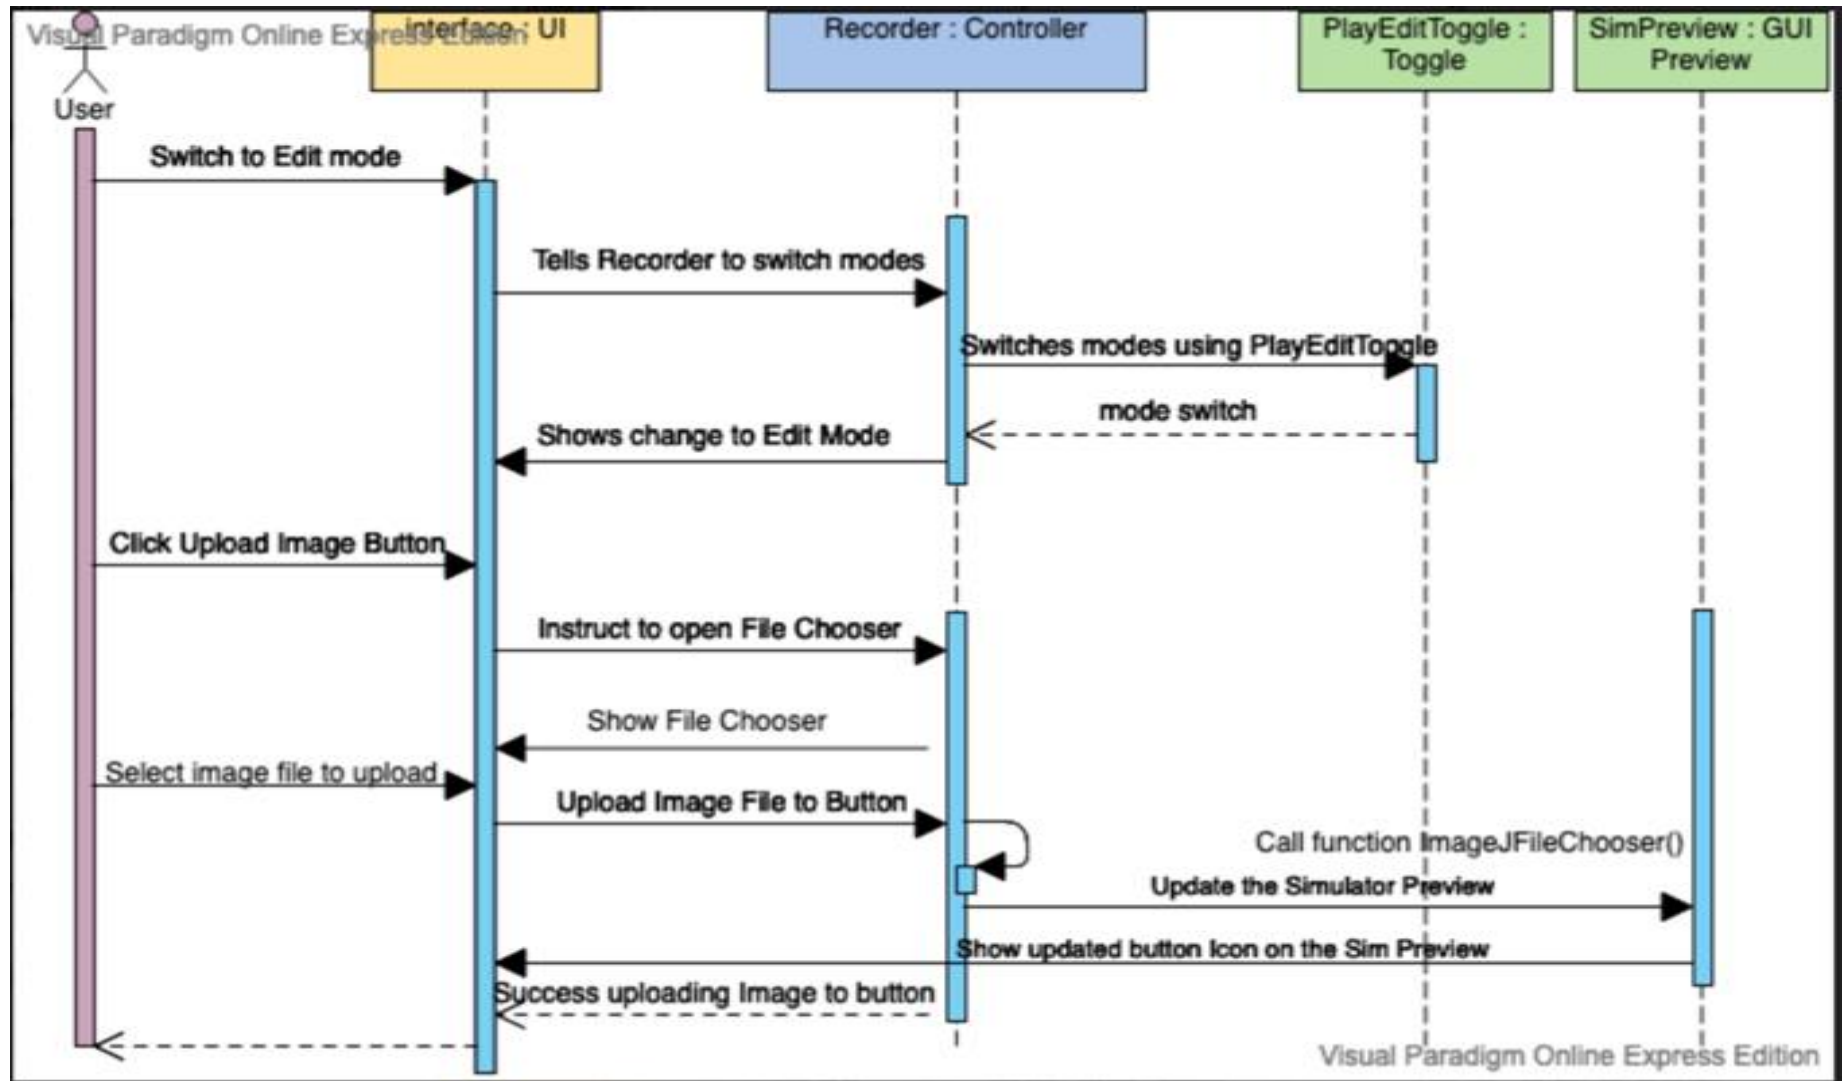 Visual Paradigm Online Express Edition
interface : UI
Recorder : Controller
PlayEditToggle :
Toggle
SimPreview : GUI
Preview
User
Switch to Edit mode
Tells Recorder to switch modes
Switches modes using PlayEditToggle
mode switch
Shows change to Edit Mode
Click Upload Image Button
Instruct to open File Chooser
Show File Chooser
Select image file to upload
Upload Image File to Button
Call function ImageJFileChooser()
Update the Simulator Preview
Show updated button Icon on the Sim Preview
Success uploading Image to button
Visual Paradigm Online Express Edition